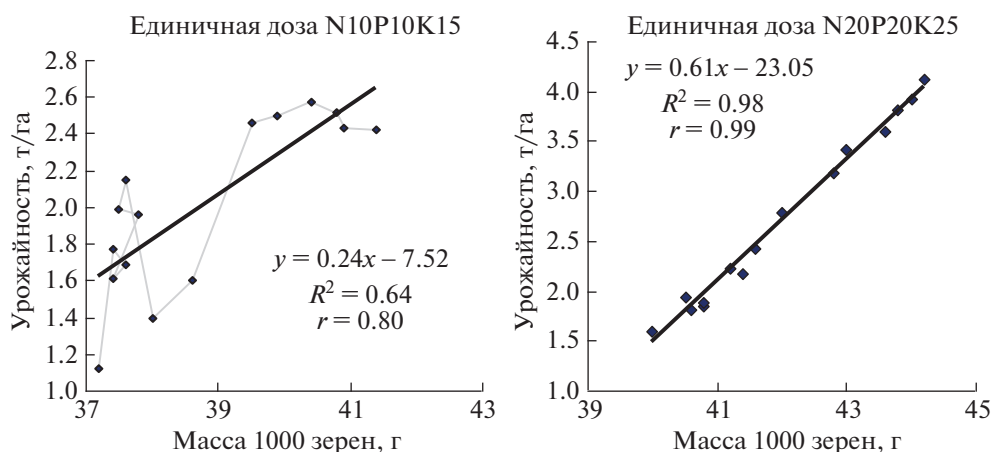 Единичная доза N10P10K15
Урожайность, т/га
2.8
2.6
2.4
2.2
2.0
1.8
1.6
1.4
1.2
1.0
y = 0.24x – 7.52
R² = 0.64
r = 0.80
37 39 41 43
Масса 1000 зерен, г
Единичная доза N20P20K25
Урожайность, т/га
4.5
4.0
3.5
3.0
2.5
2.0
1.5
1.0
y = 0.61x – 23.05
R² = 0.98
r = 0.99
39 41 43 45
Масса 1000 зерен, г